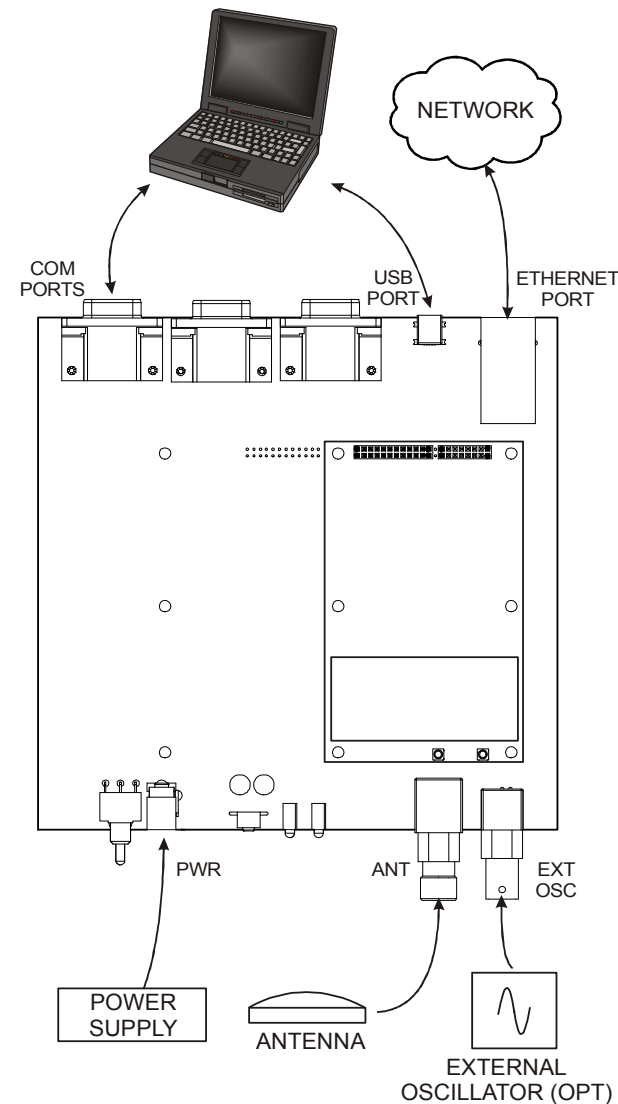 NETWORK
COM
PORTS
USB
PORT
ETHERNET
PORT
PWR
ANT
EXT
OSC
POWER
SUPPLY
ANTENNA
EXTERNAL
OSCILLATOR (OPT)